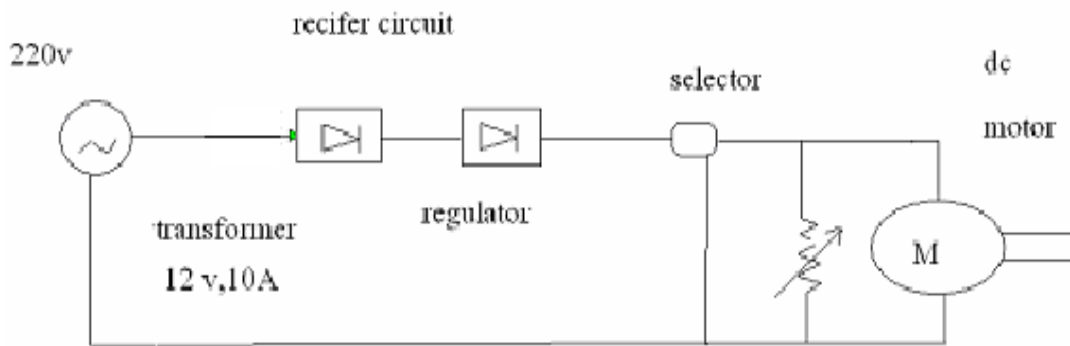 recifer circuit
220v
selector
dc
motor
transformer
12 v,10A
regulator
M